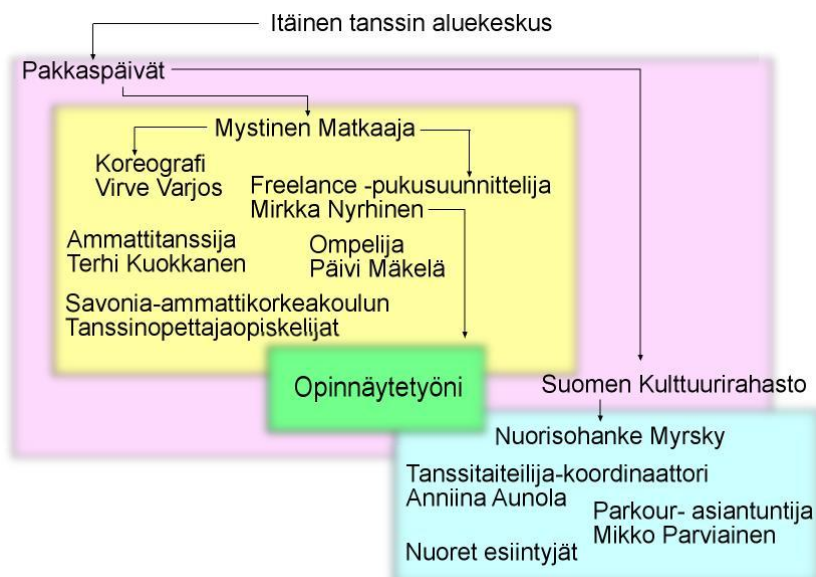 Itäinen tanssin aluekeskus
Pakkaspäivät
Mystinen Matkaaja
Koreografi
Virve Varjos
Freelance -pukusuunnittelija
Mirkka Nyrhinen
Ammattitanssija
Terhi Kuokkanen
Ompelija
Päivi Mäkelä
Savonia-ammattikorkeakoulun
Tanssinopettajaopiskelijat
Opinnäytetyöni
Suomen Kulttuurirahasto
Nuorisohanke Myrsky
Tanssitaiteilija-koordinaattori
Anniina Aunola
Parkour- asiantuntija
Mikko Parviainen
Nuoret esiintyjät